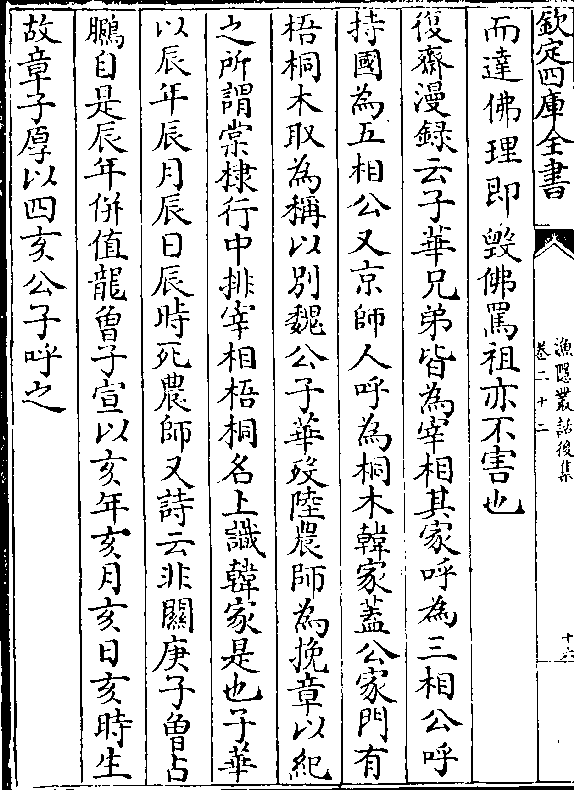 欽定四庫全書
漁隱叢話後集
卷二十二
而達佛理即毀佛罵祖亦不害也
復齋漫録云子華兄弟皆為宰相其家呼為三相公呼
持國為五相公又京師人呼為桐木韓家蓋公家門有
梧桐木取為稱以别魏公子華殁陸農師為挽章以紀
之所謂棠棣行中排宰相梧桐名上識韓家是也子華
以辰年辰月辰日辰時死農師又詩云非關庚子曾占
鵩自是辰年併值龍曽子宣以亥年亥月亥日亥時生
故章子厚以四亥公子呼之